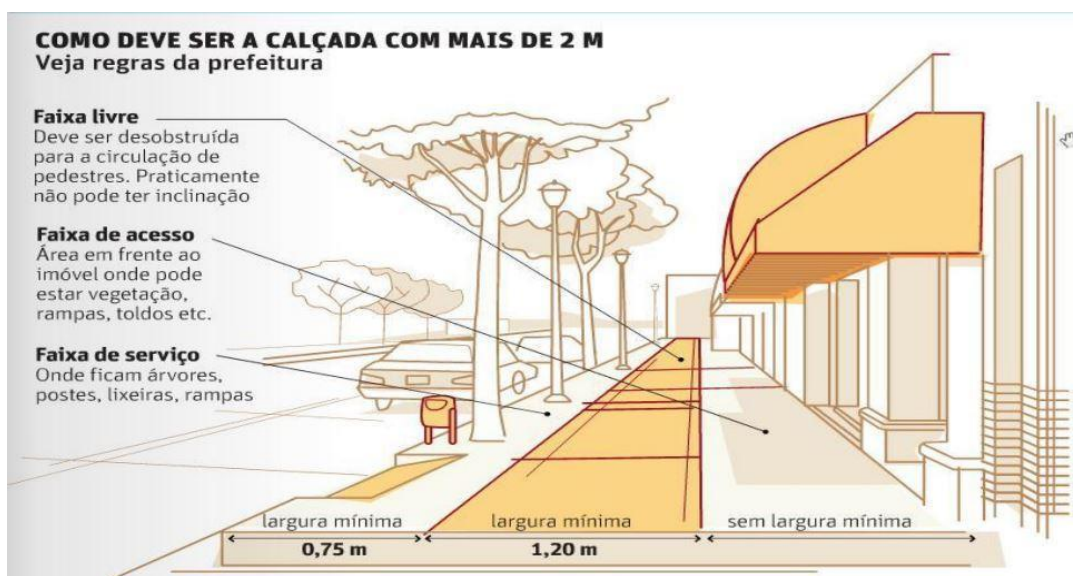 COMO DEVE SER A CALÇADA COM MAIS DE 2 M
Veja regras da prefeitura
Faixa livre
Deve ser desobstruída
para a circulação de
pedestres. Praticamente
não pode ter inclinação
Faixa de acesso
Área em frente ao
imóvel onde pode
estar vegetação,
rampas, toldos etc.
Faixa de serviço
Onde ficam árvores,
postes, lixeiras, rampas
largura mínima
0,75 m
largura mínima
1,20 m
sem largura mínima